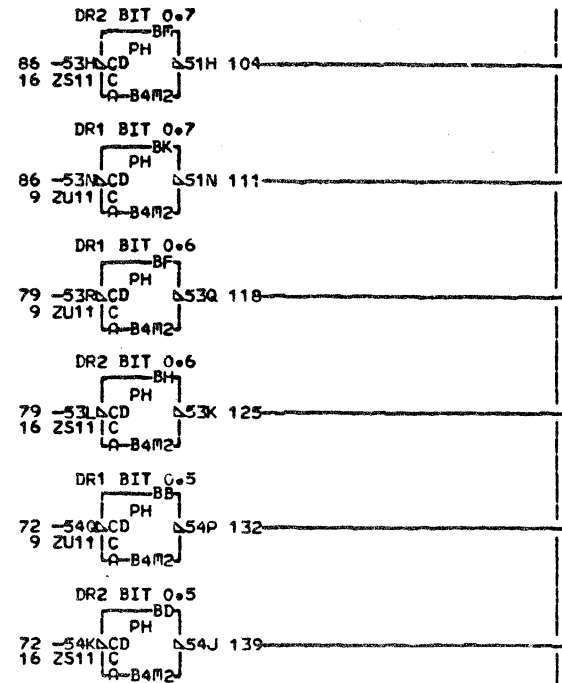 DR2 BIT 0.7
PH
86 -53H CD 51H 104
16 ZS11 C
A B4M2
DR1 BIT 0.7
BK
PH
86 -53N CD 51N 111
9 ZU11 C
A B4M2
DR1 BIT 0.6
BF
PH
79 -53R CD 53Q 118
9 ZU11 C
A B4M2
DR2 BIT 0.6
BH
PH
79 -53L CD 53K 125
16 ZS11 C
A B4M2
DR1 BIT 0.5
BB
PH
72 -54Q CD 54P 132
9 ZU11 C
A B4M2
DR2 BIT 0.5
BD
PH
72 -54K CD 54J 139
16 ZS11 C
A B4M2